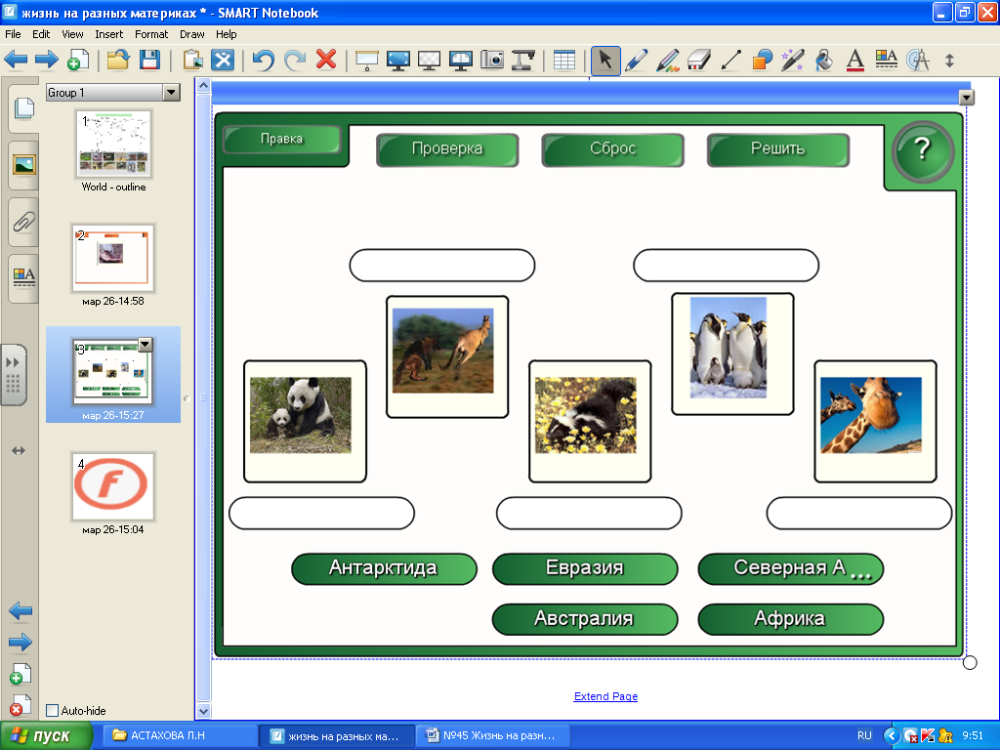 жизнь на разных материках * - SMART Notebook
File Edit View Insert Format Draw Help
Group 1
1
World - outline
2
мар 26-14:58
3
мар 26-15:27
4
мар 26-15:04
Auto-hide
Правка
Проверка
Сброс
Решить
?
Антарктида
Евразия
Северная А ...
Австралия
Африка
Extend Page
пуск
АСТАХОВА Л.Н
жизнь на разных ма...
№45 Жизнь на разн...
RU
9:51